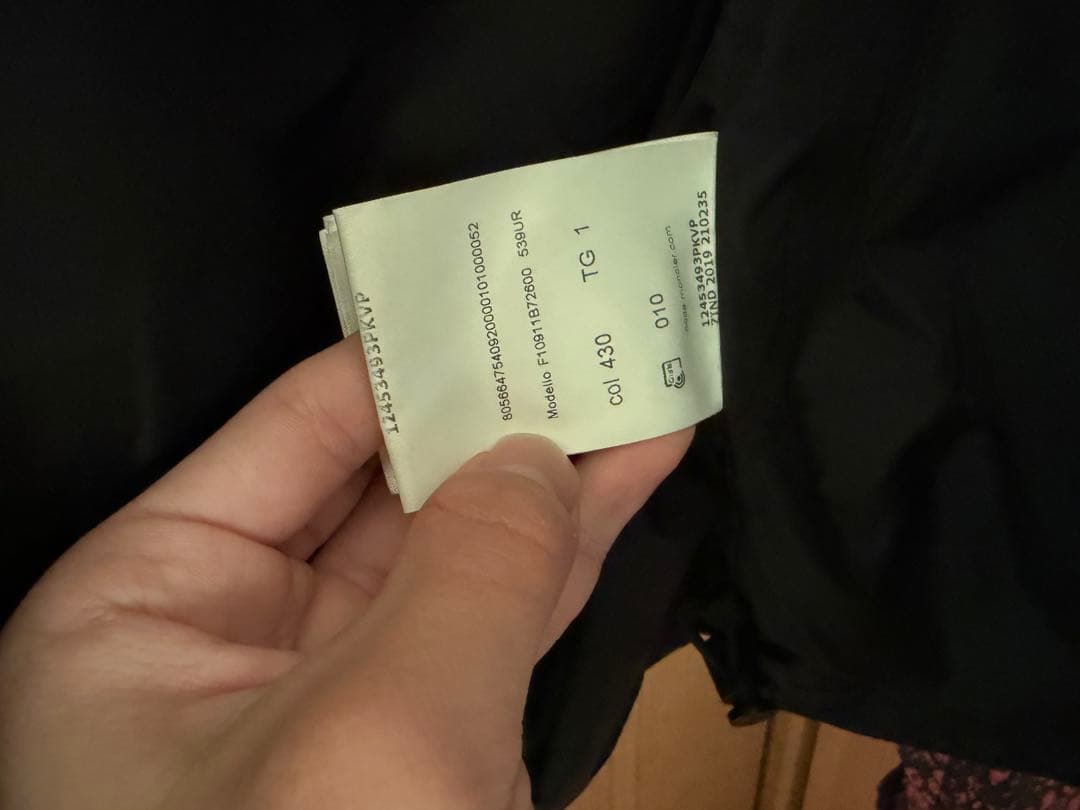 12453493PKVP
8056647540920000101000052
Modello F10911B72600 539UR
col 430 TG 1
010
code.moncler.com
12453493PKVP
7IND 2019 210235